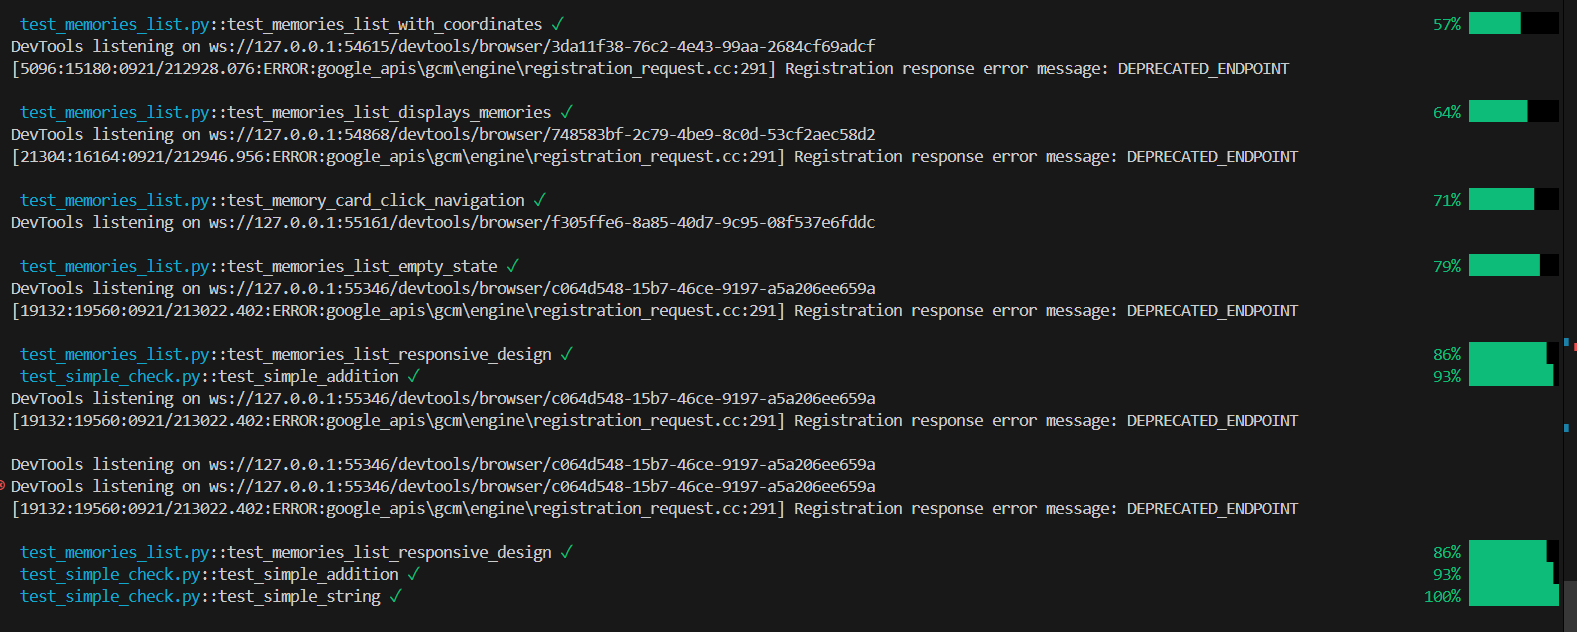 test_memories_list.py::test_memories_list_with_coordinates ✓ 57%
DevTools listening on ws://127.0.0.1:54615/devtools/browser/3da11f38-76c2-4e43-99aa-2684cf69adcf
[5096:15180:0921/212928.076:ERROR:google_apis\gcm\engine\registration_request.cc:291] Registration response error message: DEPRECATED_ENDPOINT
test_memories_list.py::test_memories_list_displays_memories ✓ 64%
DevTools listening on ws://127.0.0.1:54868/devtools/browser/748583bf-2c79-4be9-8c0d-53cf2aec58d2
[21304:16164:0921/212946.956:ERROR:google_apis\gcm\engine\registration_request.cc:291] Registration response error message: DEPRECATED_ENDPOINT
test_memories_list.py::test_memory_card_click_navigation ✓ 71%
DevTools listening on ws://127.0.0.1:55161/devtools/browser/f305ffe6-8a85-40d7-9c95-08f537e6fddc
test_memories_list.py::test_memories_list_empty_state ✓ 79%
DevTools listening on ws://127.0.0.1:55346/devtools/browser/c064d548-15b7-46ce-9197-a5a206ee659a
[19132:19560:0921/213022.402:ERROR:google_apis\gcm\engine\registration_request.cc:291] Registration response error message: DEPRECATED_ENDPOINT
test_memories_list.py::test_memories_list_responsive_design ✓ 86%
test_simple_check.py::test_simple_addition ✓ 93%
DevTools listening on ws://127.0.0.1:55346/devtools/browser/c064d548-15b7-46ce-9197-a5a206ee659a
[19132:19560:0921/213022.402:ERROR:google_apis\gcm\engine\registration_request.cc:291] Registration response error message: DEPRECATED_ENDPOINT
DevTools listening on ws://127.0.0.1:55346/devtools/browser/c064d548-15b7-46ce-9197-a5a206ee659a
DevTools listening on ws://127.0.0.1:55346/devtools/browser/c064d548-15b7-46ce-9197-a5a206ee659a
[19132:19560:0921/213022.402:ERROR:google_apis\gcm\engine\registration_request.cc:291] Registration response error message: DEPRECATED_ENDPOINT
test_memories_list.py::test_memories_list_responsive_design ✓ 86%
test_simple_check.py::test_simple_addition ✓ 93%
test_simple_check.py::test_simple_string ✓ 100%